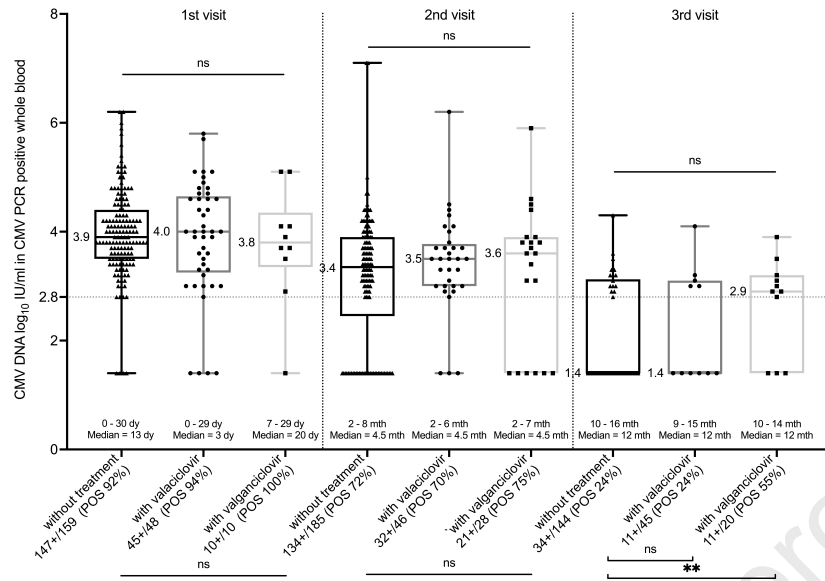 1st visit
2nd visit
3rd visit
CMV DNA log10 IU/ml in CMV PCR positive whole blood
8
6
4
2.8
2
0
ns
ns
ns
3.9
4.0
3.8
3.4
3.5
3.6
1.4
1.4
2.9
0 - 30 dy
Median = 13 dy
0 - 29 dy
Median = 3 dy
7 - 29 dy
Median = 20 dy
2 - 8 mth
Median = 4.5 mth
2 - 6 mth
Median = 4.5 mth
2 - 7 mth
Median = 4.5 mth
10 - 16 mth
Median = 12 mth
9 - 15 mth
Median = 12 mth
10 - 14 mth
Median = 12 mth
without treatment
147+/159 (POS 92%)
with valaciclovir
45+/48 (POS 94%)
with valganciclovir
10+/10 (POS 100%)
without treatment
134+/185 (POS 72%)
with valaciclovir
32+/46 (POS 70%)
`with valganciclovir
21+/28 (POS 75%)
without treatment
34+/144 (POS 24%)
with valaciclovir
11+/45 (POS 24%)
with valganciclovir
11+/20 (POS 55%)
ns
ns
ns
**